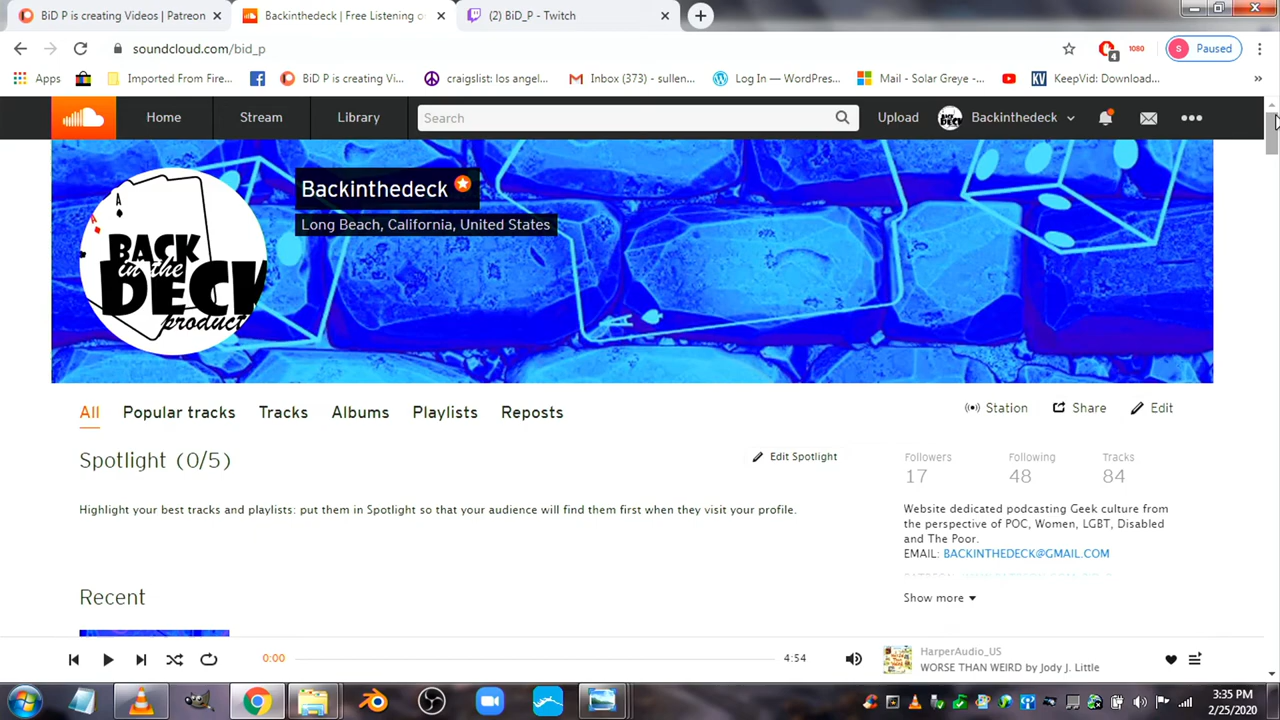 BiD P is creating Videos | Patreon
Backinthedeck | Free Listening o
(2) BiD_P - Twitch
soundcloud.com/bid_p
4
1080
S
Paused
Apps
Imported From Fire...
BiD P is creating Vi...
craigslist: los angel...
Inbox (373) - sullen...
Log In — WordPress...
Mail - Solar Greye -...
KV
KeepVid: Download...
»
Home
Stream
Library
Search
Upload
Backinthedeck
Backinthedeck
Long Beach, California, United States
A
A
BACK
in the
DECK
product
All
Popular tracks
Tracks
Albums
Playlists
Reposts
Station
Share
Edit
Spotlight (0/5)
Edit Spotlight
Followers
Following
Tracks
17
48
84
Highlight your best tracks and playlists: put them in Spotlight so that your audience will find them first when they visit your profile.
Website dedicated podcasting Geek culture from
the perspective of POC, Women, LGBT, Disabled
and The Poor.
EMAIL: BACKINTHEDECK@GMAIL.COM
Show more
Recent
0:00
4:54
HarperAudio_US
WORSE THAN WEIRD by Jody J. Little
3:35 PM
2/25/2020